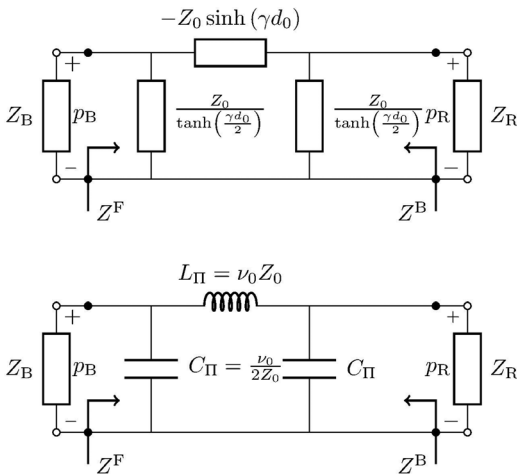 −Z₀ sinh (γd₀)
+ +
Z_B p_B Z₀/tanh(γd₀/2) Z₀/tanh(γd₀/2) p_R Z_R
− −
Z^F Z^B
L_Π = ν₀Z₀
+ +
Z_B p_B C_Π = ν₀/2Z₀ C_Π p_R Z_R
− −
Z^F Z^B